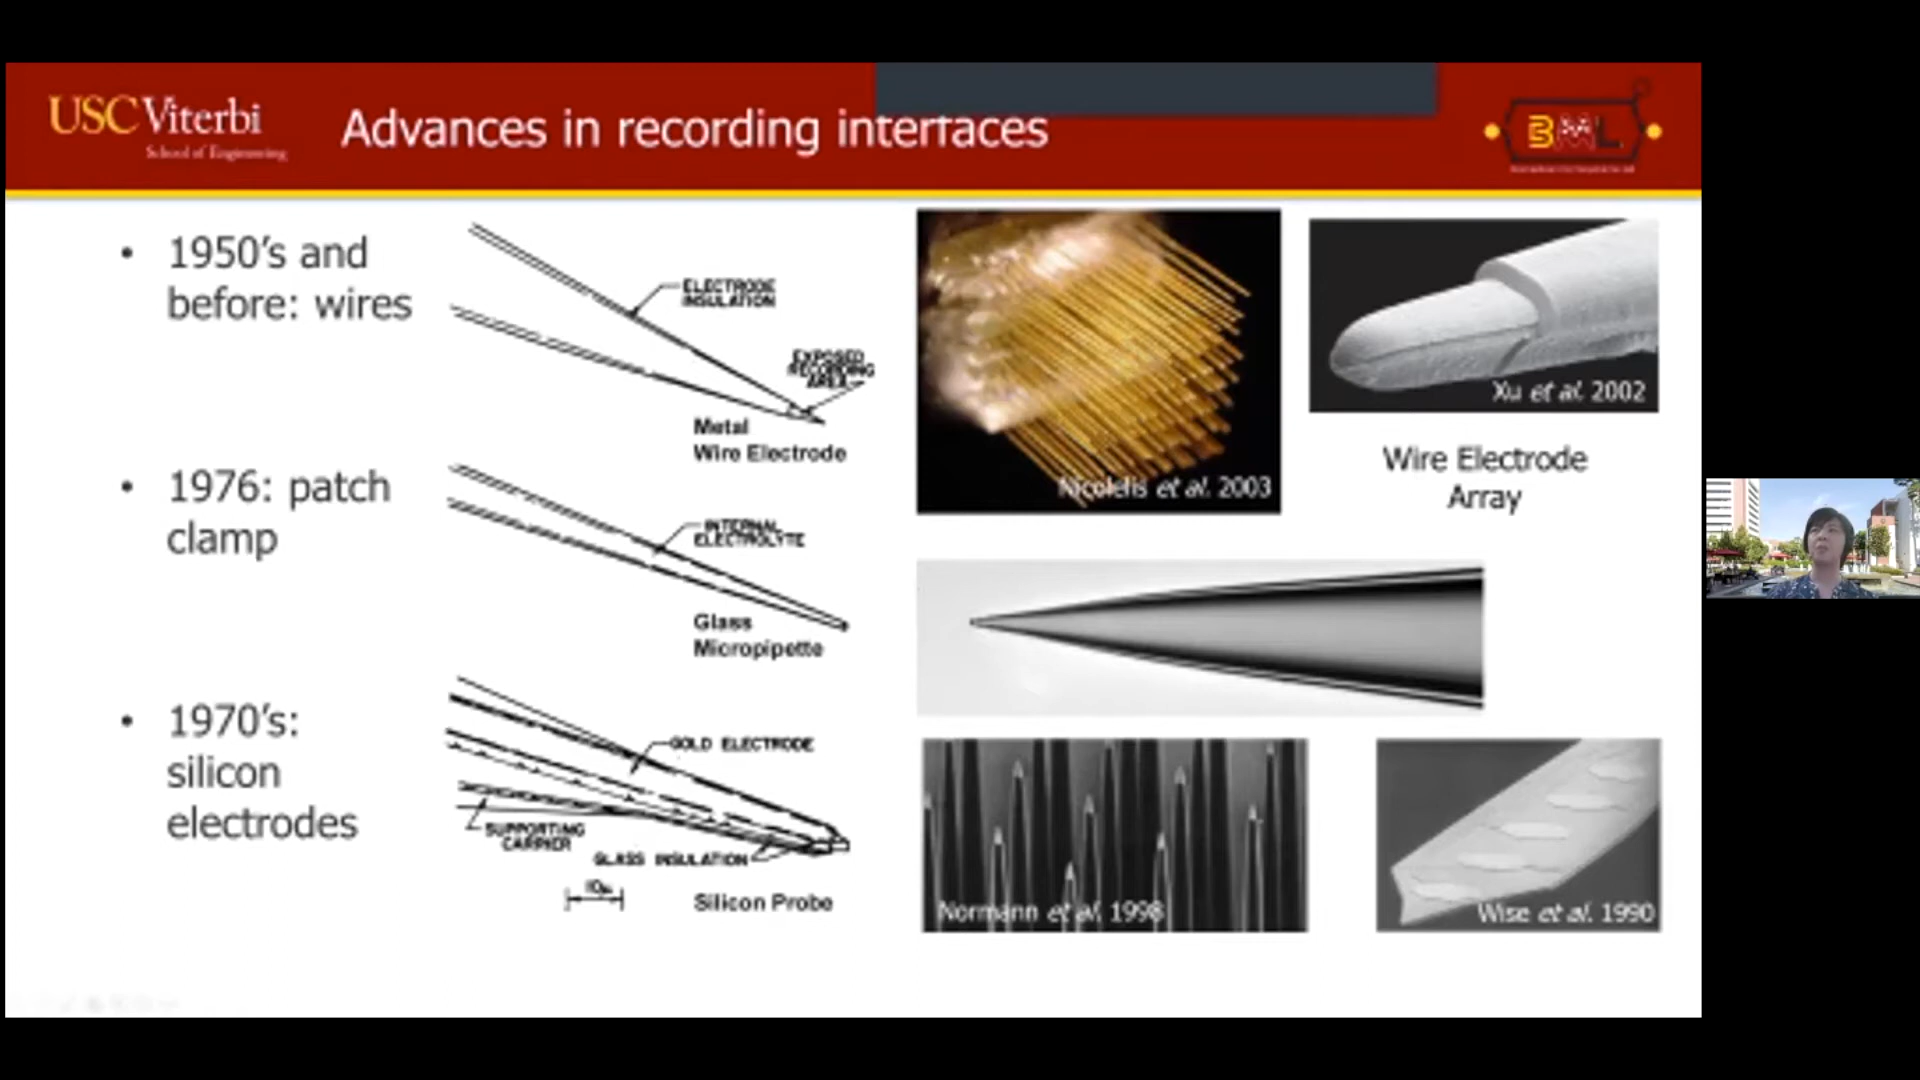 USC Viterbi
School of Engineering
Advances in recording interfaces
BML
• 1950's and
before: wires
ELECTRODE
INSULATION
EXPOSED
RECORDING
AREA
Metal
Wire Electrode
Nicolelis et al. 2003
Xu et al. 2002
Wire Electrode
Array
• 1976: patch
clamp
INTERNAL
ELECTROLYTE
Glass
Micropipette
• 1970's:
silicon
electrodes
GOLD ELECTRODE
SUPPORTING
CARRIER
GLASS INSULATION
10μ
Silicon Probe
Normann et al. 1998
Wise et al. 1990